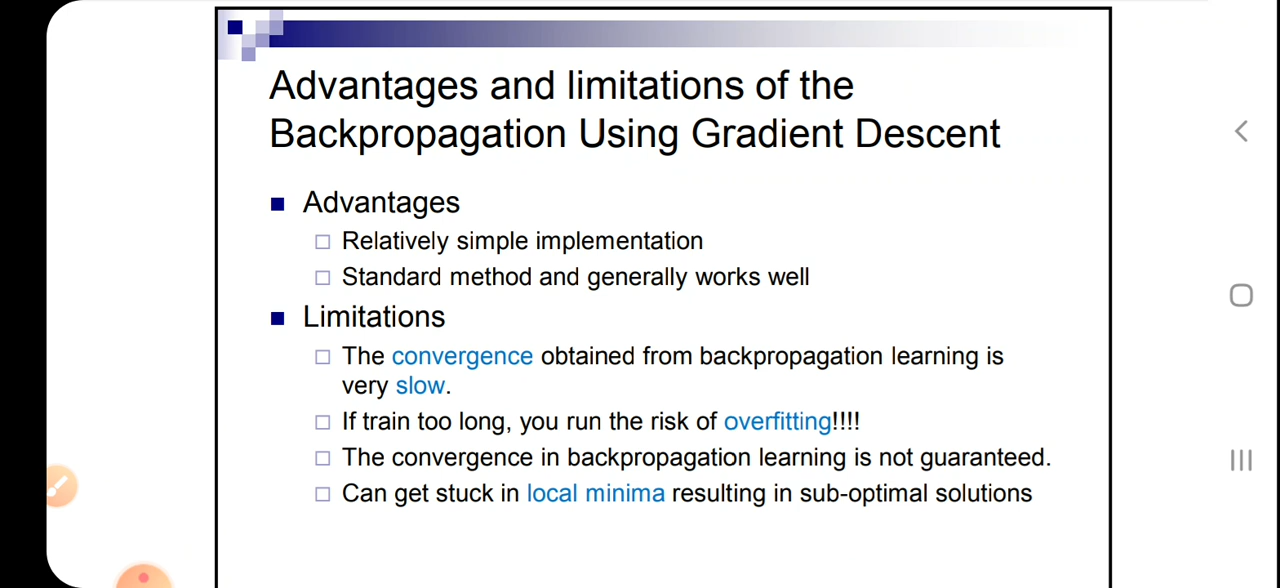 Advantages and limitations of the
Backpropagation Using Gradient Descent
Advantages
Relatively simple implementation
Standard method and generally works well
Limitations
The convergence obtained from backpropagation learning is
very slow.
If train too long, you run the risk of overfitting!!!!
The convergence in backpropagation learning is not guaranteed.
Can get stuck in local minima resulting in sub-optimal solutions